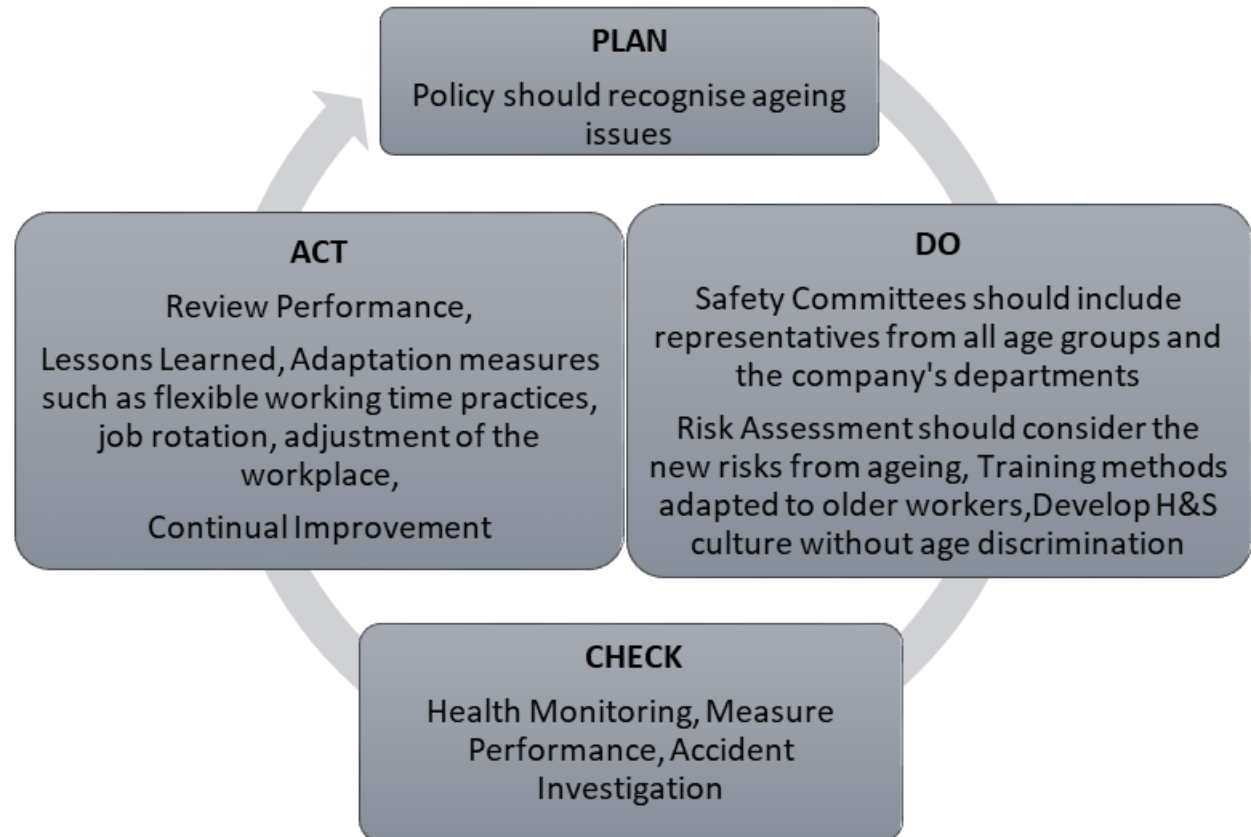 PLAN
Policy should recognise ageing
issues
DO
Safety Committees should include
representatives from all age groups and
the company's departments
Risk Assessment should consider the
new risks from ageing, Training methods
adapted to older workers,Develop H&S
culture without age discrimination
CHECK
Health Monitoring, Measure
Performance, Accident
Investigation
ACT
Review Performance,
Lessons Learned, Adaptation measures
such as flexible working time practices,
job rotation, adjustment of the
workplace,
Continual Improvement